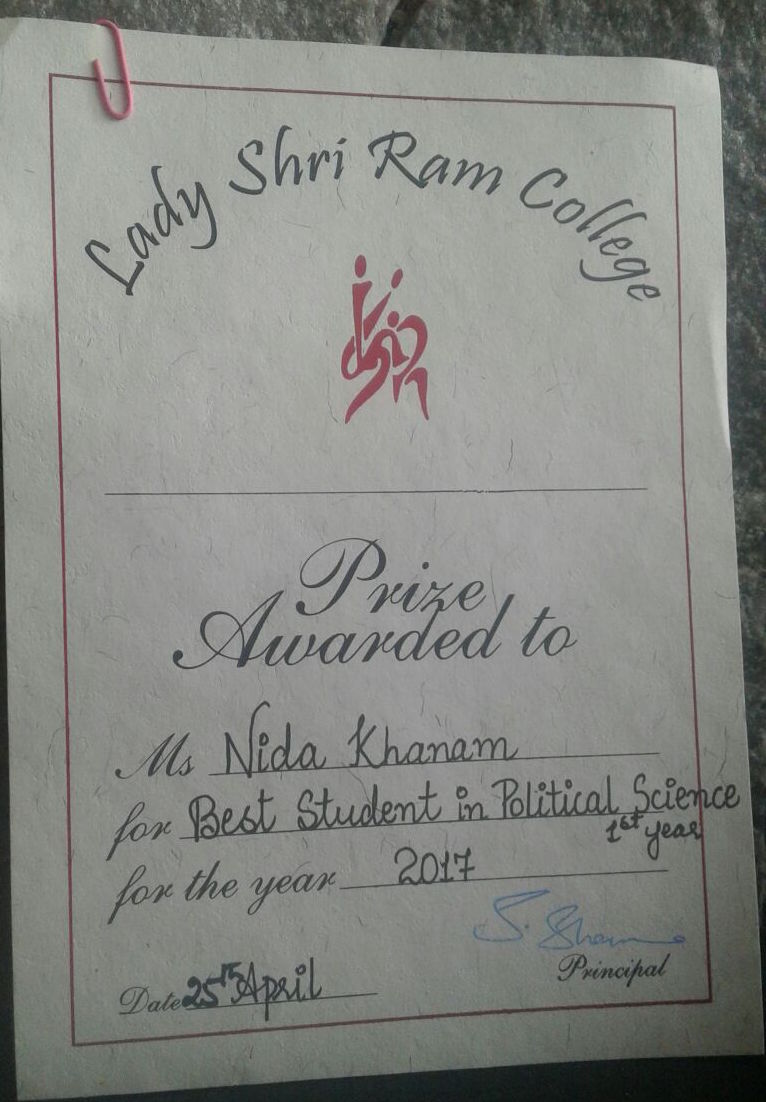 Lady Shri Ram College
Prize
Awarded to
Ms Nida Khanam
for Best Student in Political Science
1st year
for the year 2017
S. Sharma
Principal
Date 25th April